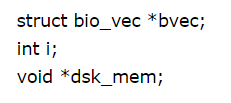 struct bio_vec *bvec;
int i;
void *dsk_mem;